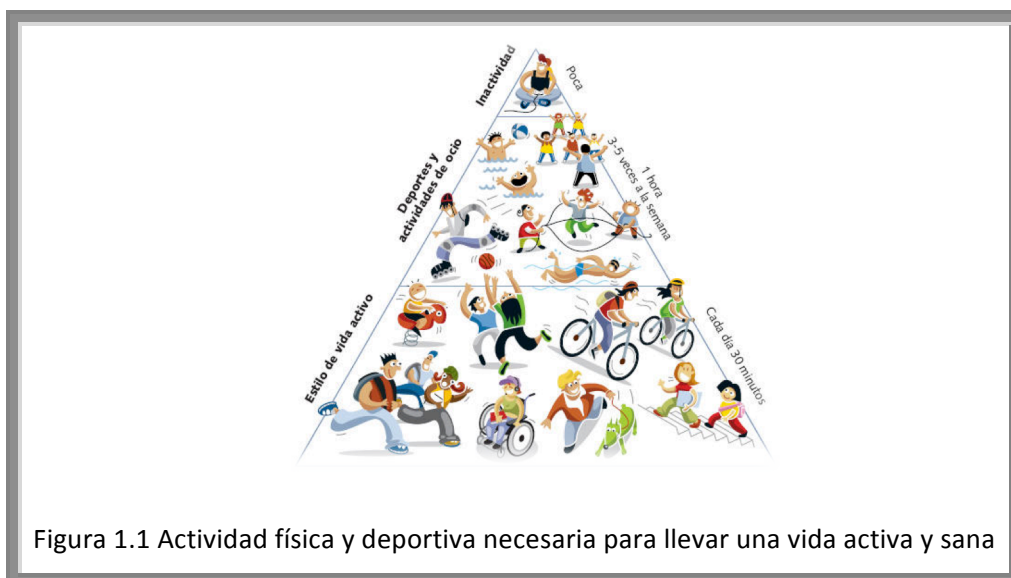 Inactividad
Poca
Deportes y
actividades de ocio
1 hora
3-5 veces a la semana
Estilo de vida activo
Cada día 30 minutos
Figura 1.1 Actividad física y deportiva necesaria para llevar una vida activa y sana